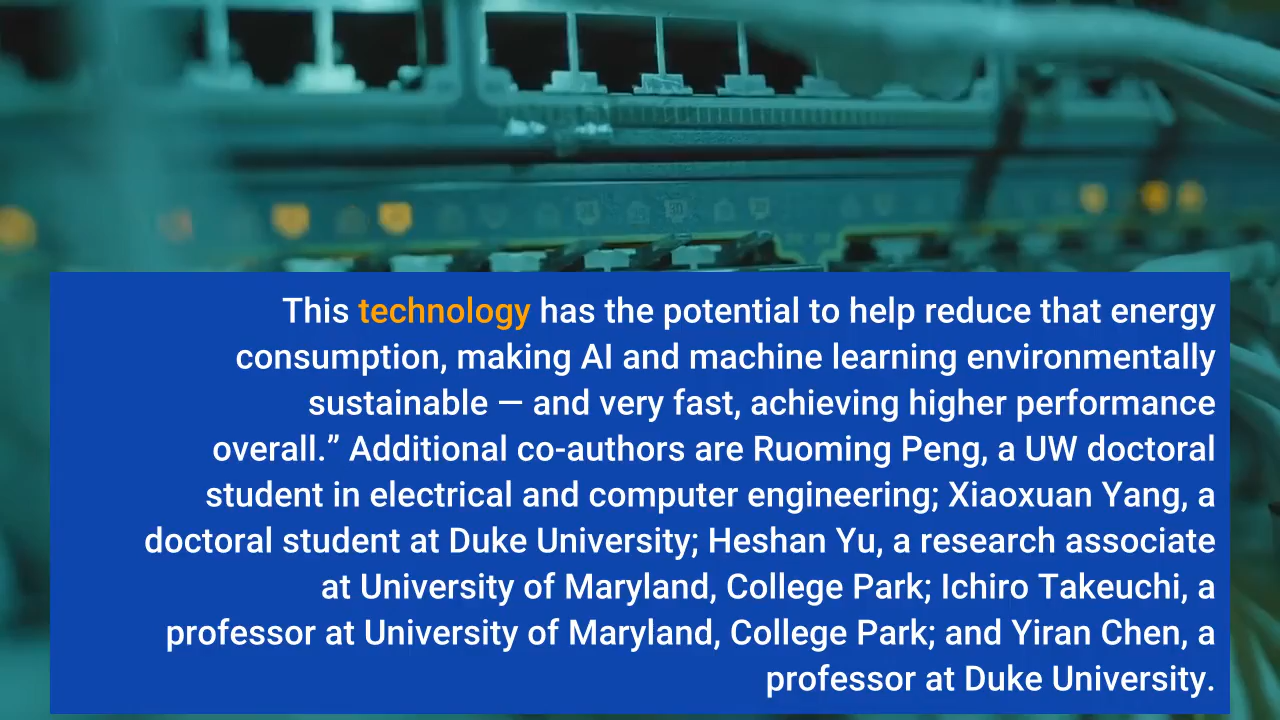 This technology has the potential to help reduce that energy
consumption, making AI and machine learning environmentally
sustainable — and very fast, achieving higher performance
overall.” Additional co-authors are Ruoming Peng, a UW doctoral
student in electrical and computer engineering; Xiaoxuan Yang, a
doctoral student at Duke University; Heshan Yu, a research associate
at University of Maryland, College Park; Ichiro Takeuchi, a
professor at University of Maryland, College Park; and Yiran Chen, a
professor at Duke University.